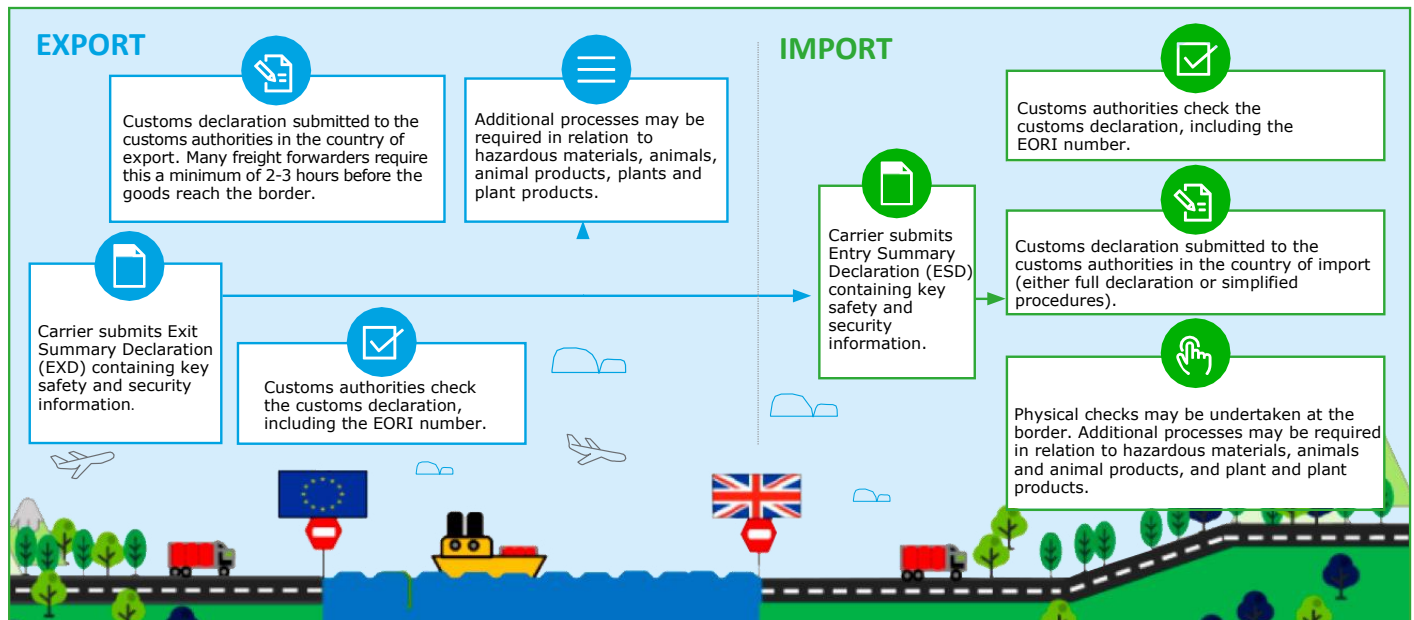 EXPORT
Customs declaration submitted to the
customs authorities in the country of
export. Many freight forwarders require
this a minimum of 2-3 hours before the
goods reach the border.
Additional processes may be
required in relation to
hazardous materials, animals,
animal products, plants and
plant products.
Carrier submits Exit
Summary Declaration
(EXD) containing key
safety and security
information.
Customs authorities check
the customs declaration,
including the EORI number.
IMPORT
Carrier submits
Entry Summary
Declaration (ESD)
containing key
safety and
security
information.
Customs authorities check the
customs declaration, including the
EORI number.
Customs declaration submitted to the
customs authorities in the country of import
(either full declaration or simplified
procedures).
Physical checks may be undertaken at the
border. Additional processes may be required
in relation to hazardous materials, animals
and animal products, and plant and plant
products.